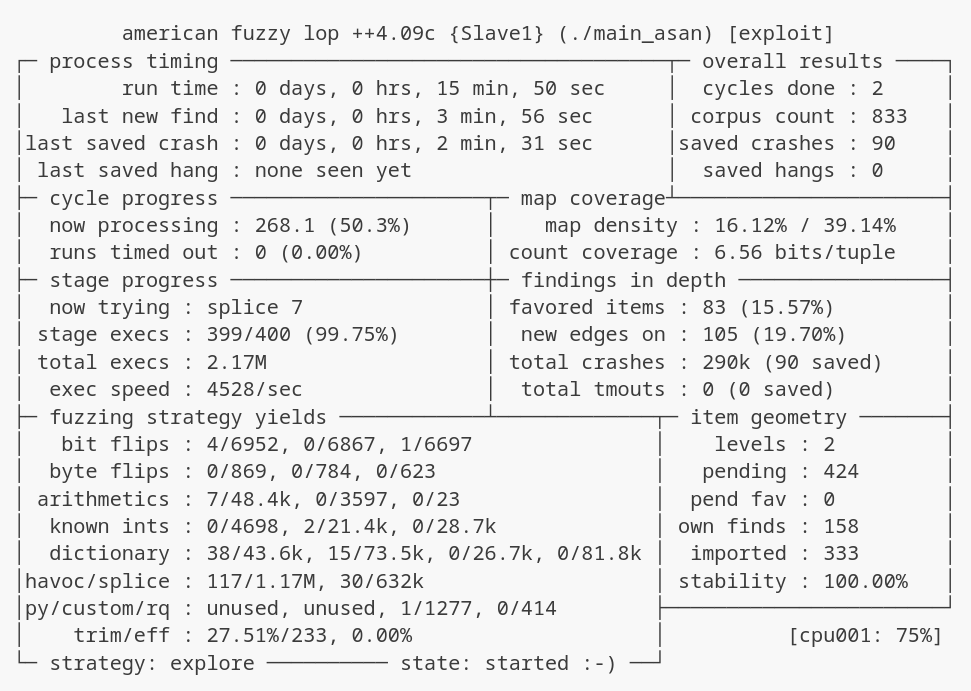 american fuzzy lop ++4.09c {Slave1} (./main_asan) [exploit]
process timing overall results
run time : 0 days, 0 hrs, 15 min, 50 sec cycles done : 2
last new find : 0 days, 0 hrs, 3 min, 56 sec corpus count : 833
last saved crash : 0 days, 0 hrs, 2 min, 31 sec saved crashes : 90
last saved hang : none seen yet saved hangs : 0
cycle progress map coverage
now processing : 268.1 (50.3%) map density : 16.12% / 39.14%
runs timed out : 0 (0.00%) count coverage : 6.56 bits/tuple
stage progress findings in depth
now trying : splice 7 favored items : 83 (15.57%)
stage execs : 399/400 (99.75%) new edges on : 105 (19.70%)
total execs : 2.17M total crashes : 290k (90 saved)
exec speed : 4528/sec total tmouts : 0 (0 saved)
fuzzing strategy yields item geometry
bit flips : 4/6952, 0/6867, 1/6697 levels : 2
byte flips : 0/869, 0/784, 0/623 pending : 424
arithmetics : 7/48.4k, 0/3597, 0/23 pend fav : 0
known ints : 0/4698, 2/21.4k, 0/28.7k own finds : 158
dictionary : 38/43.6k, 15/73.5k, 0/26.7k, 0/81.8k imported : 333
havoc/splice : 117/1.17M, 30/632k stability : 100.00%
py/custom/rq : unused, unused, 1/1277, 0/414
trim/eff : 27.51%/233, 0.00% [cpu001: 75%]
strategy: explore state: started :-)